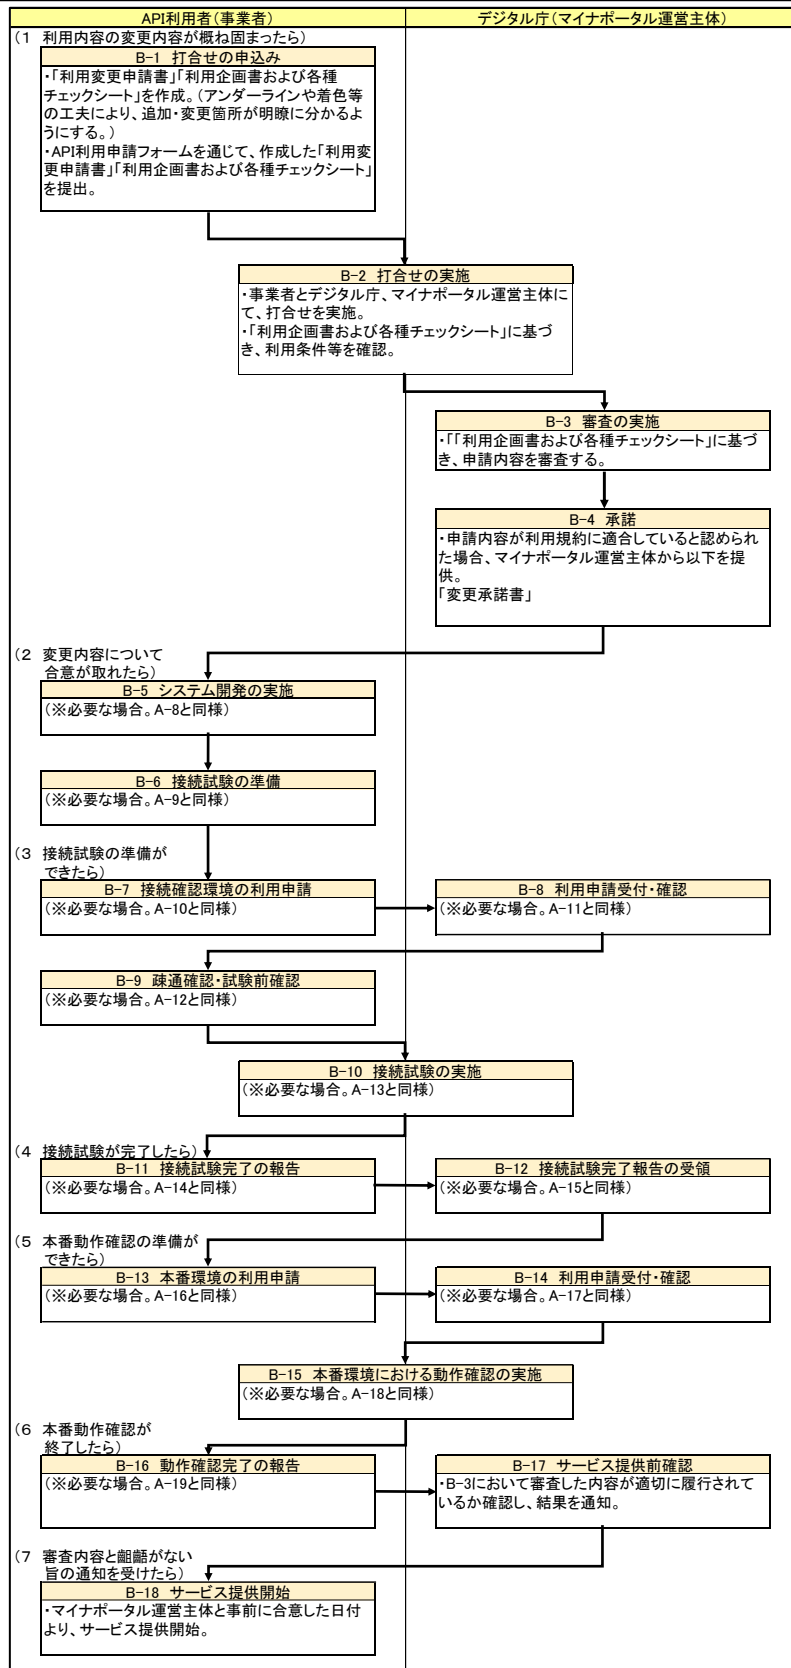 API利用者(事業者)
デジタル庁(マイナポータル運営主体)
(1 利用内容の変更内容が概ね固まったら)
B-1 打合せの申込み
・「利用変更申請書」「利用企画書および各種
チェックシート」を作成。(アンダーラインや着色等
の工夫により、追加・変更箇所が明瞭に分かるよ
うにする。)
・API利用申請フォームを通じて、作成した「利用変
更申請書」「利用企画書および各種チェックシート」
を提出。
B-2 打合せの実施
・事業者とデジタル庁、マイナポータル運営主体に
て、打合せを実施。
・「利用企画書および各種チェックシート」に基づ
き、利用条件等を確認。
B-3 審査の実施
・「「利用企画書および各種チェックシート」に基づ
き、申請内容を審査する。
B-4 承諾
・申請内容が利用規約に適合していると認められ
た場合、マイナポータル運営主体から以下を提
供。
「変更承諾書」
(2 変更内容について
合意が取れたら)
B-5 システム開発の実施
(※必要な場合。A-8と同様)
B-6 接続試験の準備
(※必要な場合。A-9と同様)
(3 接続試験の準備が
できたら)
B-7 接続確認環境の利用申請
(※必要な場合。A-10と同様)
B-8 利用申請受付・確認
(※必要な場合。A-11と同様)
B-9 疎通確認・試験前確認
(※必要な場合。A-12と同様)
B-10 接続試験の実施
(※必要な場合。A-13と同様)
(4 接続試験が完了したら)
B-11 接続試験完了の報告
(※必要な場合。A-14と同様)
B-12 接続試験完了報告の受領
(※必要な場合。A-15と同様)
(5 本番動作確認の準備が
できたら)
B-13 本番環境の利用申請
(※必要な場合。A-16と同様)
B-14 利用申請受付・確認
(※必要な場合。A-17と同様)
B-15 本番環境における動作確認の実施
(※必要な場合。A-18と同様)
(6 本番動作確認が
終了したら)
B-16 動作確認完了の報告
(※必要な場合。A-19と同様)
B-17 サービス提供前確認
・B-3において審査した内容が適切に履行されて
いるか確認し、結果を通知。
(7 審査内容と齟齬がない
旨の通知を受けたら)
B-18 サービス提供開始
・マイナポータル運営主体と事前に合意した日付
より、サービス提供開始。